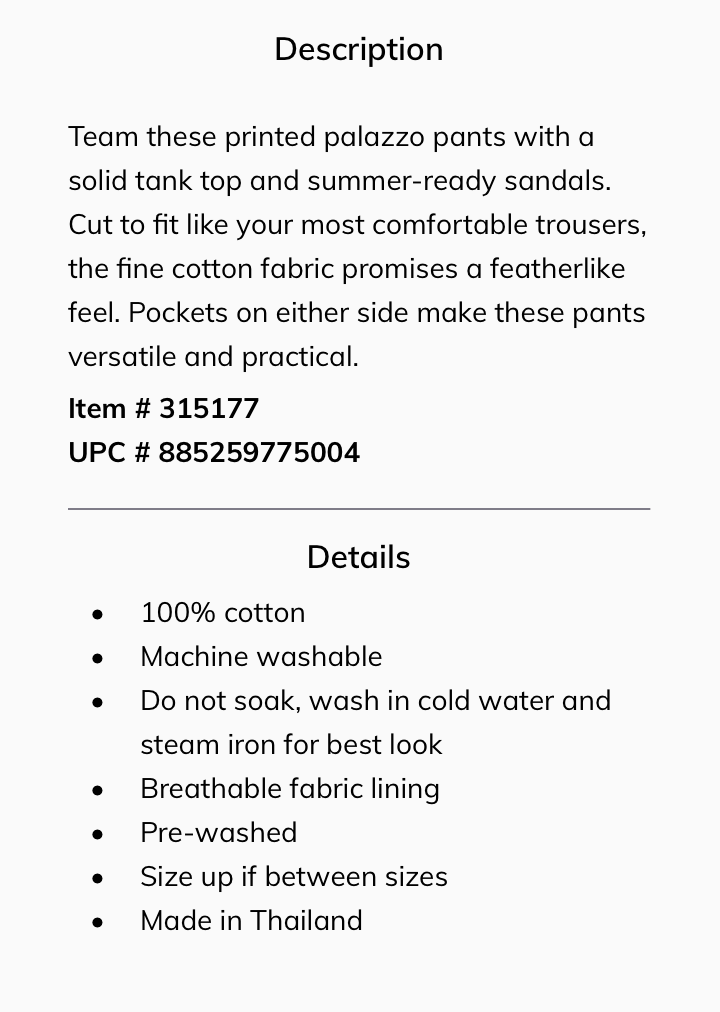 Description
Team these printed palazzo pants with a
solid tank top and summer-ready sandals.
Cut to fit like your most comfortable trousers,
the fine cotton fabric promises a featherlike
feel. Pockets on either side make these pants
versatile and practical.
Item # 315177
UPC # 885259775004
Details
• 100% cotton
• Machine washable
• Do not soak, wash in cold water and
steam iron for best look
• Breathable fabric lining
• Pre-washed
• Size up if between sizes
• Made in Thailand